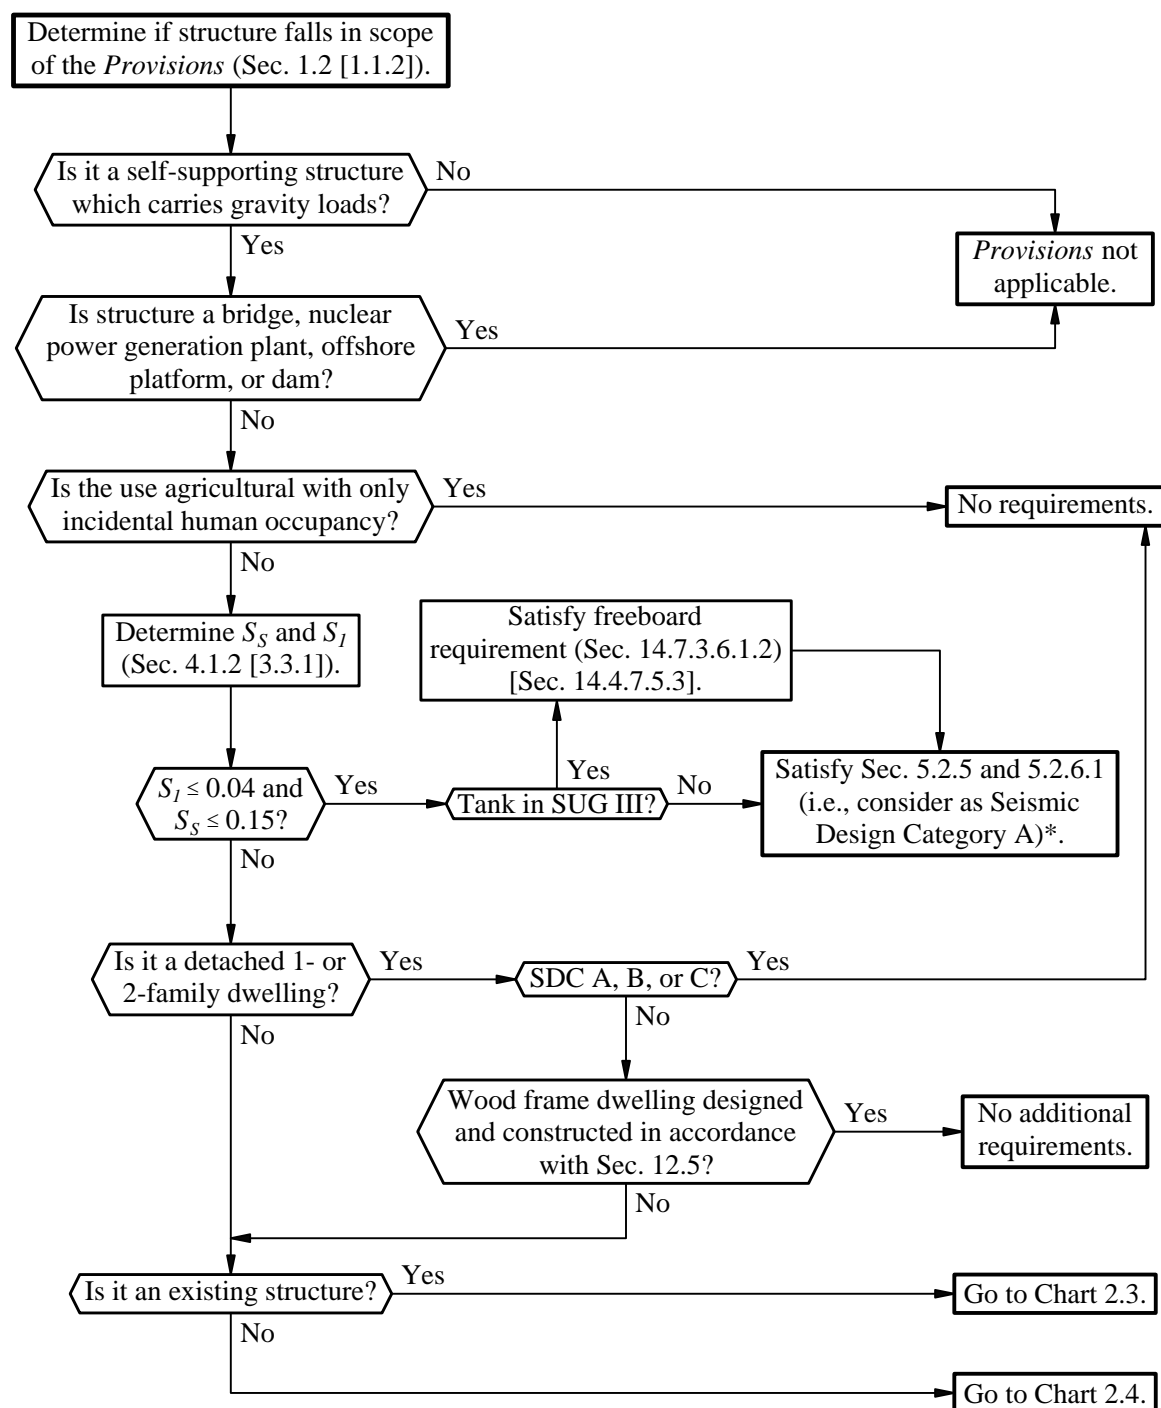 Determine if structure falls in scope
of the Provisions (Sec. 1.2 [1.1.2]).
Is it a self-supporting structure
which carries gravity loads?
No
Yes
Provisions not
applicable.
Is structure a bridge, nuclear
power generation plant, offshore
platform, or dam?
Yes
No
Is the use agricultural with only
incidental human occupancy?
Yes
No requirements.
No
Determine SS and S1
(Sec. 4.1.2 [3.3.1]).
Satisfy freeboard
requirement (Sec. 14.7.3.6.1.2)
[Sec. 14.4.7.5.3].
S1 ≤ 0.04 and
SS ≤ 0.15?
Yes
Yes
Tank in SUG III?
No
Satisfy Sec. 5.2.5 and 5.2.6.1
(i.e., consider as Seismic
Design Category A)*.
No
Is it a detached 1- or
2-family dwelling?
Yes
SDC A, B, or C?
Yes
No
No
Wood frame dwelling designed
and constructed in accordance
with Sec. 12.5?
Yes
No additional
requirements.
No
Is it an existing structure?
Yes
Go to Chart 2.3.
No
Go to Chart 2.4.